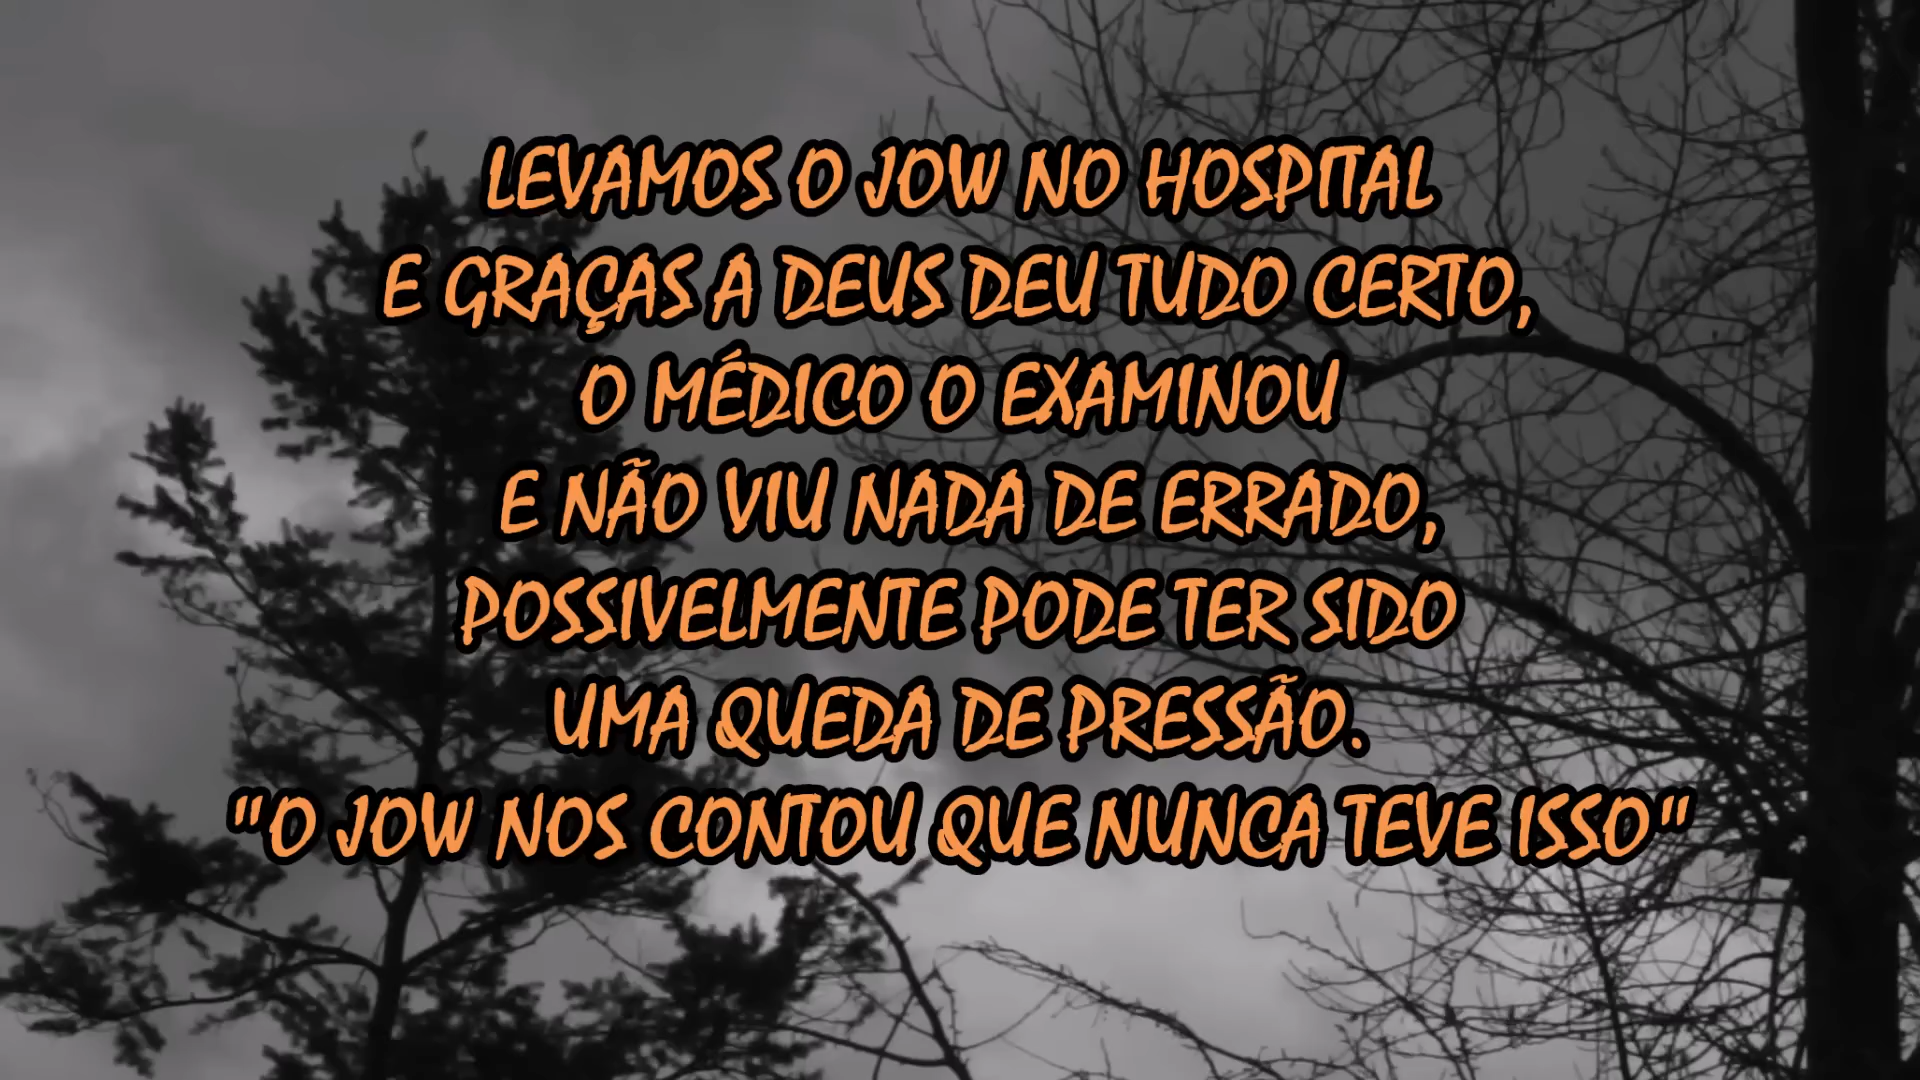 LEVAMOS O JOW NO HOSPITAL
E GRAÇAS A DEUS DEU TUDO CERTO,
O MÉDICO O EXAMINOU
E NÃO VIU NADA DE ERRADO,
POSSIVELMENTE PODE TER SIDO
UMA QUEDA DE PRESSÃO.
"O JOW NOS CONTOU QUE NUNCA TEVE ISSO"